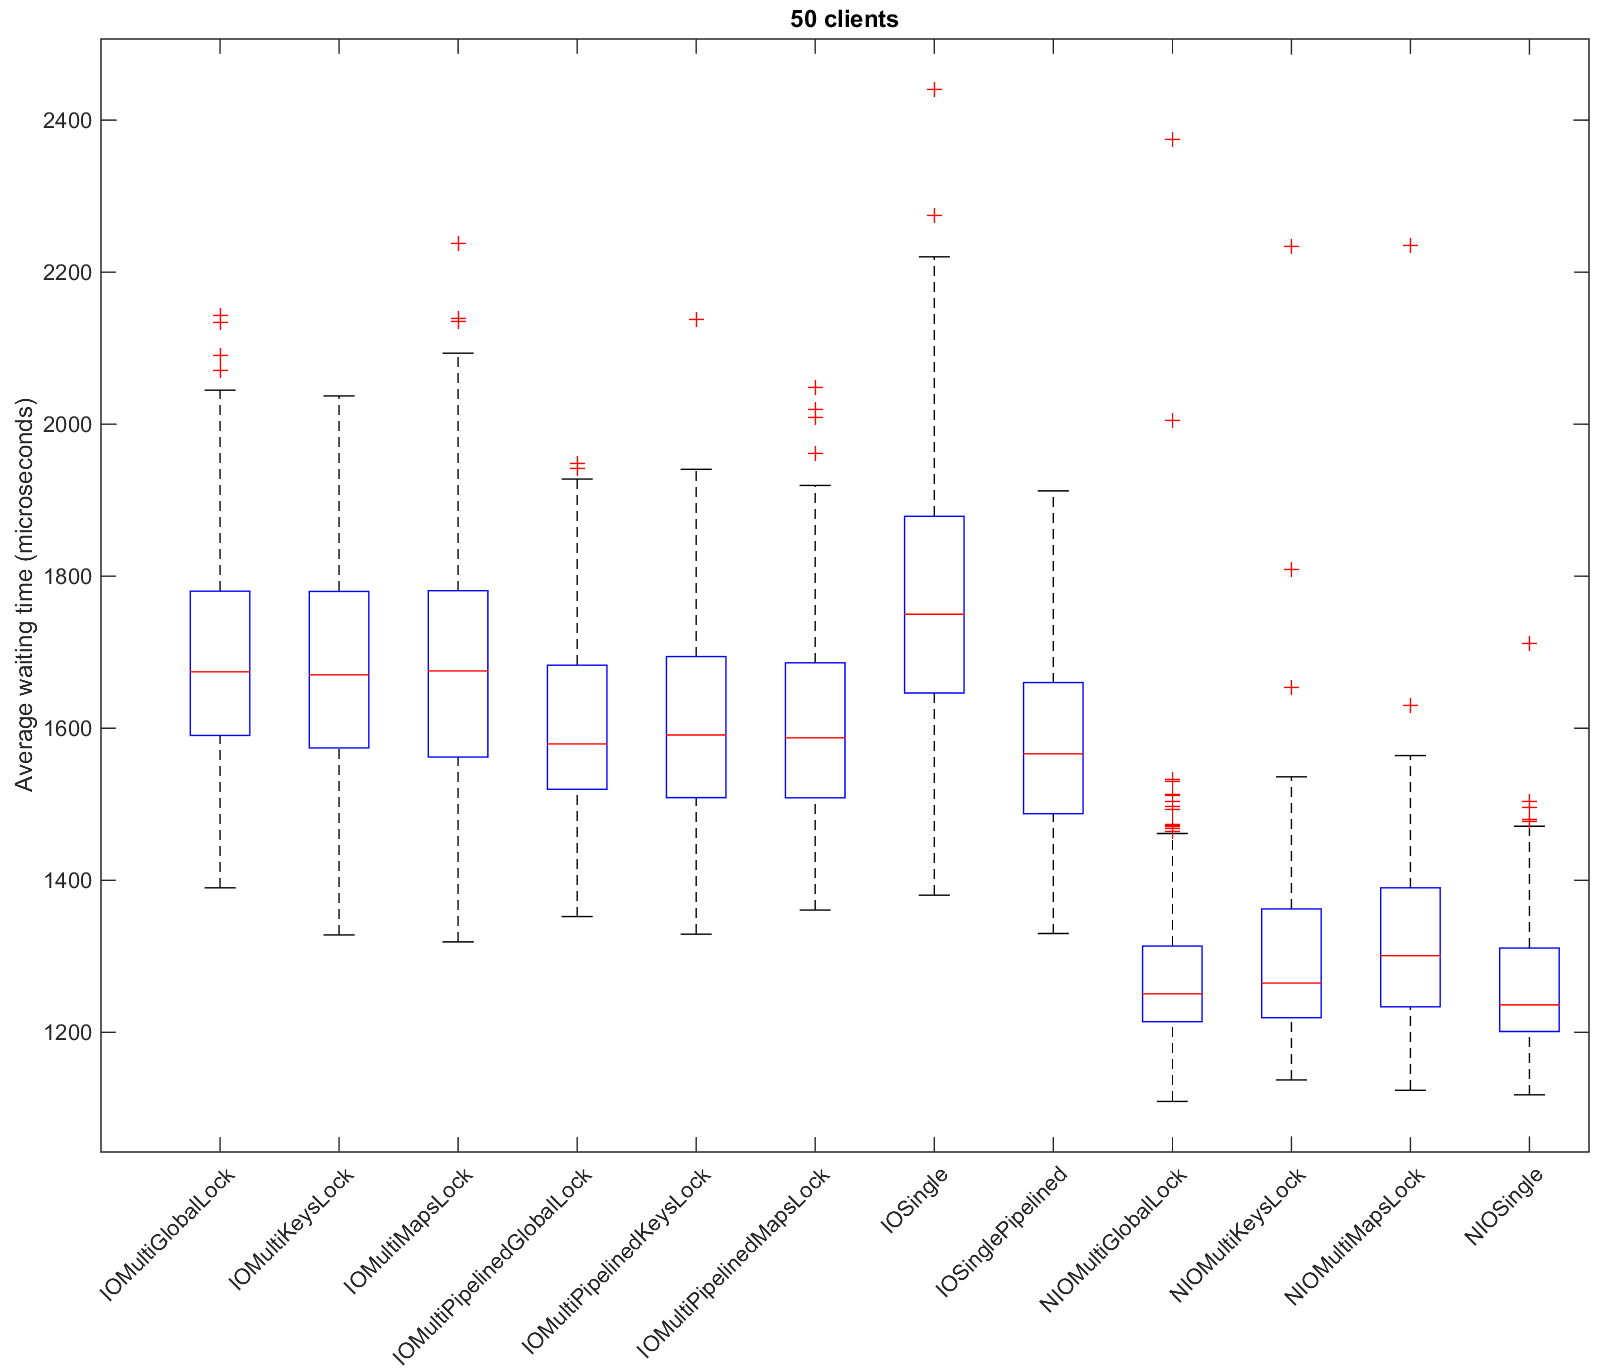 50 clients
Average waiting time (microseconds)
2400
2200
2000
1800
1600
1400
1200
IOMultiGlobalLock
IOMultiKeysLock
IOMultiMapsLock
IOMultiPipelinedGlobalLock
IOMultiPipelinedKeysLock
IOMultiPipelinedMapsLock
IOSingle
IOSinglePipelined
NIOMultiGlobalLock
NIOMultiKeysLock
NIOMultiMapsLock
NIOSingle